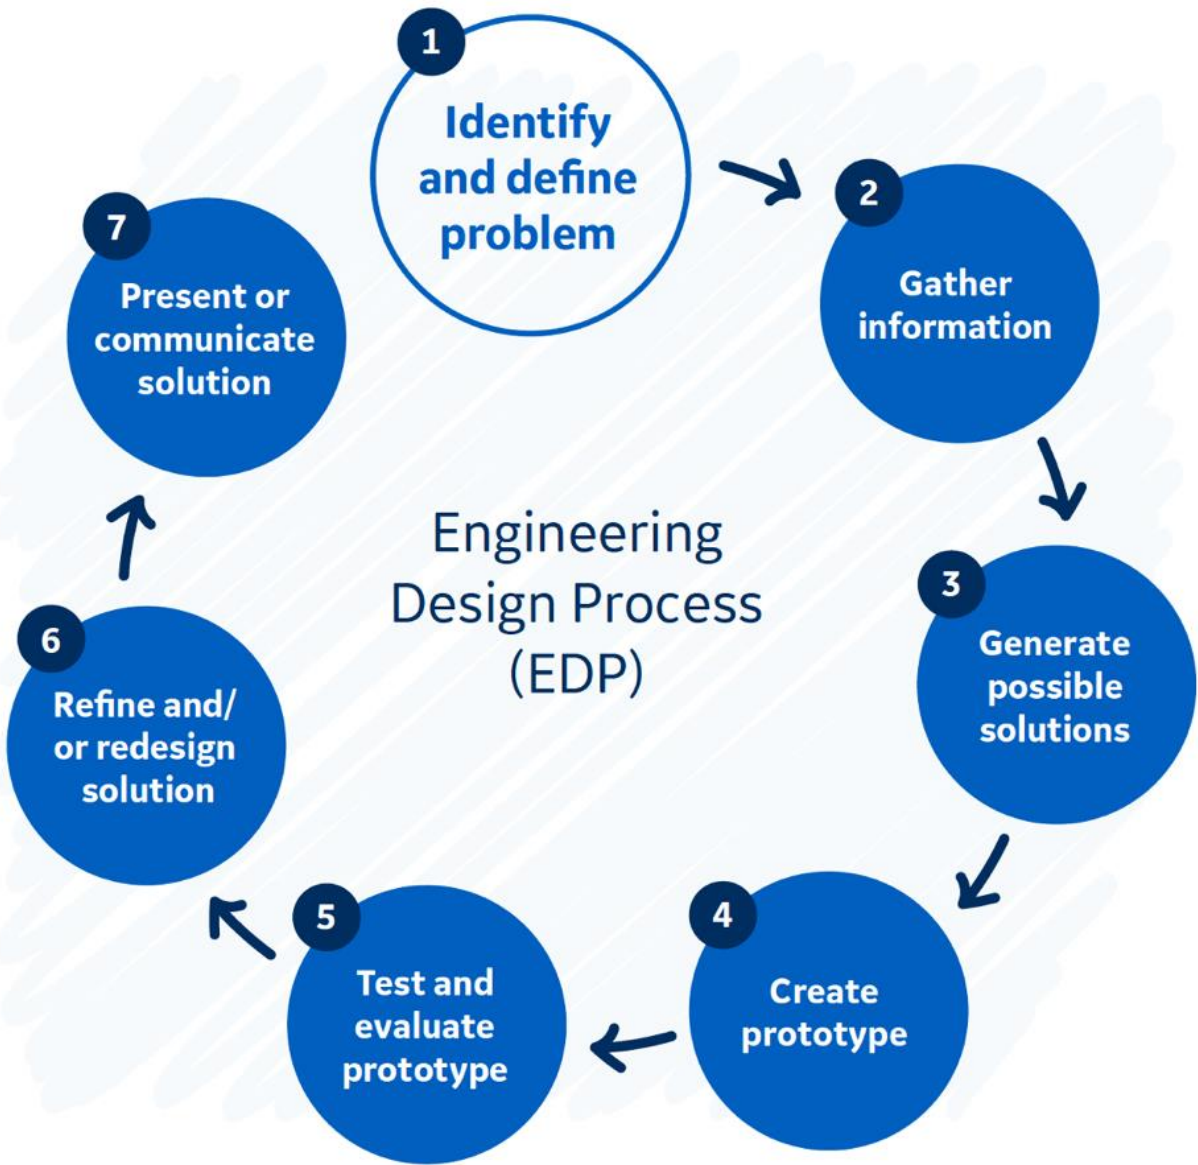 1
Identify
and define
problem
2
Gather
information
3
Generate
possible
solutions
4
Create
prototype
5
Test and
evaluate
prototype
6
Refine and/
or redesign
solution
7
Present or
communicate
solution
Engineering
Design Process
(EDP)